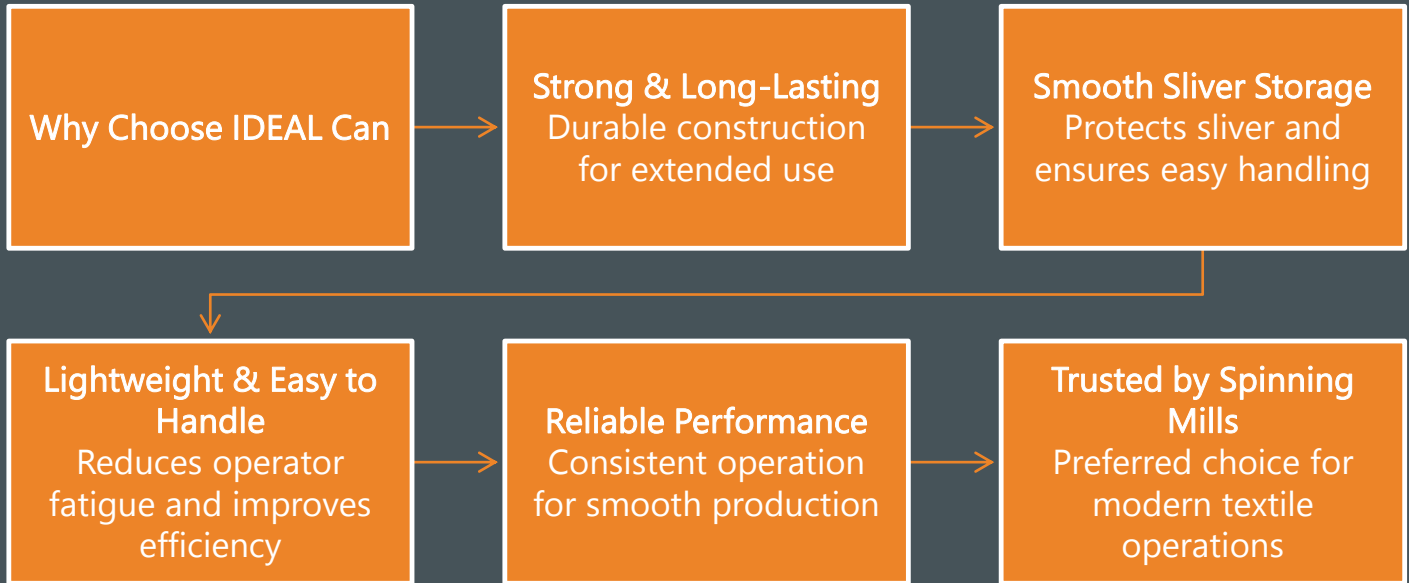 Why Choose IDEAL Can
Strong & Long-Lasting
Durable construction
for extended use
Smooth Sliver Storage
Protects sliver and
ensures easy handling
Lightweight & Easy to
Handle
Reduces operator
fatigue and improves
efficiency
Reliable Performance
Consistent operation
for smooth production
Trusted by Spinning
Mills
Preferred choice for
modern textile
operations